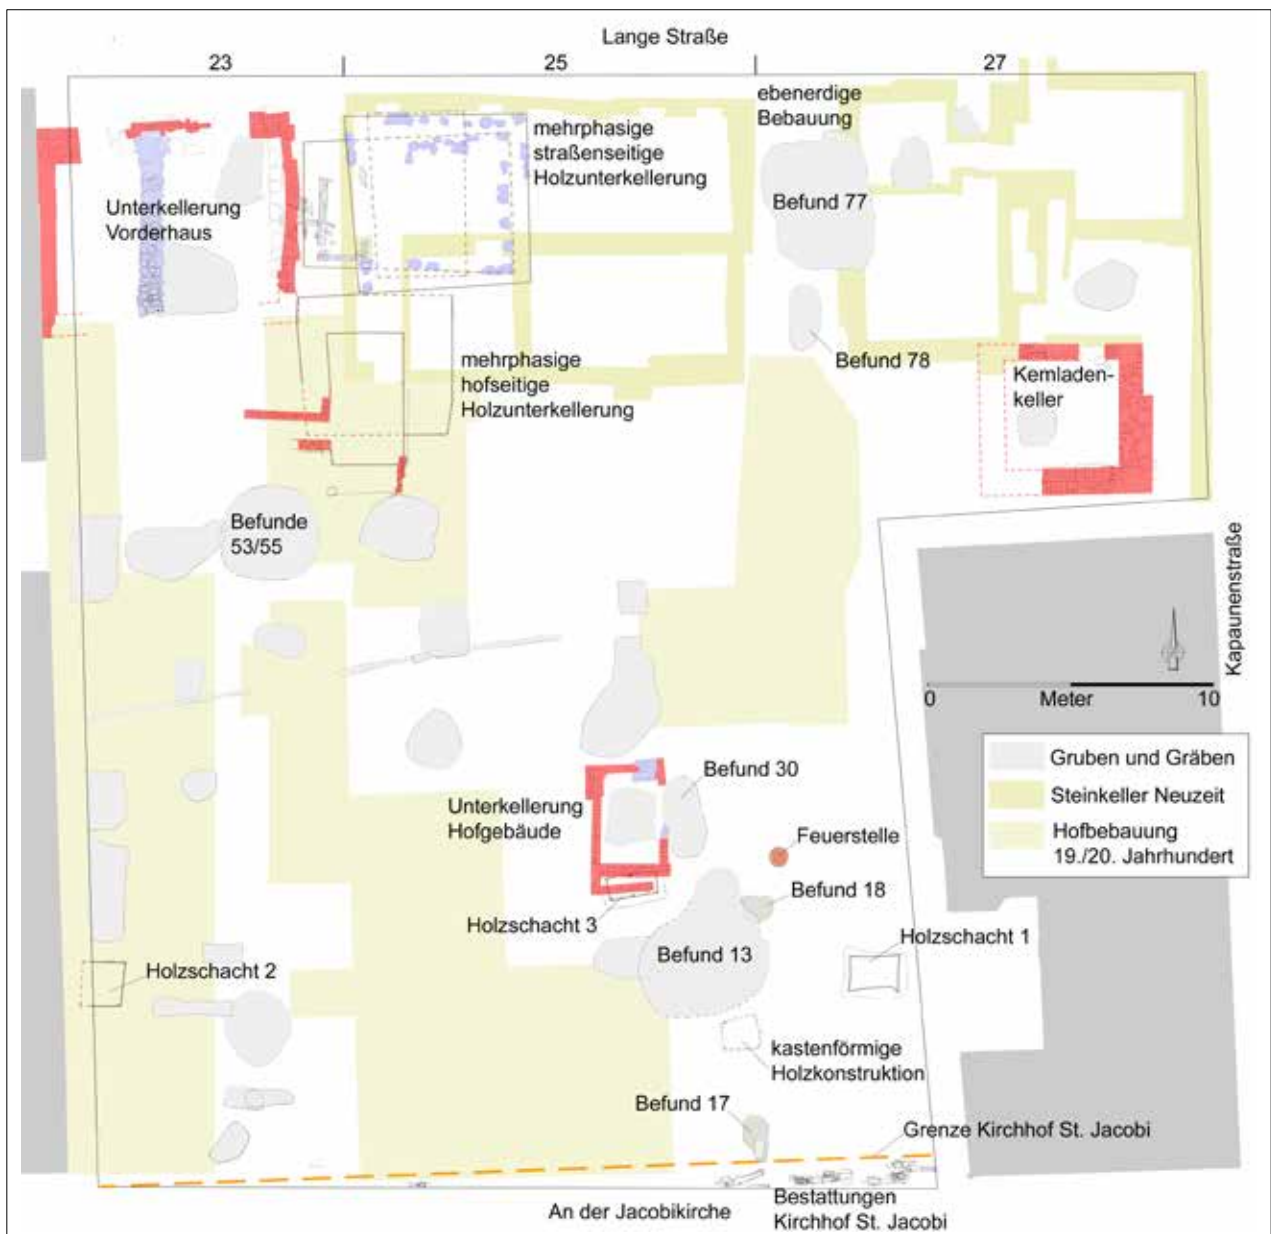 Lange Straße
23
25
27
ebenerdige
Bebauung
mehrphasige
straßenseitige
Holzunterkellerung
Befund 77
Unterkellerung
Vorderhaus
mehrphasige
hofseitige
Holzunterkellerung
Befund 78
Kemladen-
keller
Befunde
53/55
Kapaunenstraße
0 Meter 10
Gruben und Gräben
Steinkeller Neuzeit
Hofbebauung
19./20. Jahrhundert
Befund 30
Unterkellerung
Hofgebäude
Feuerstelle
Befund 18
Holzschacht 3
Holzschacht 1
Befund 13
Holzschacht 2
kastenförmige
Holzkonstruktion
Befund 17
Grenze Kirchhof St. Jacobi
An der Jacobikirche
Bestattungen
Kirchhof St. Jacobi